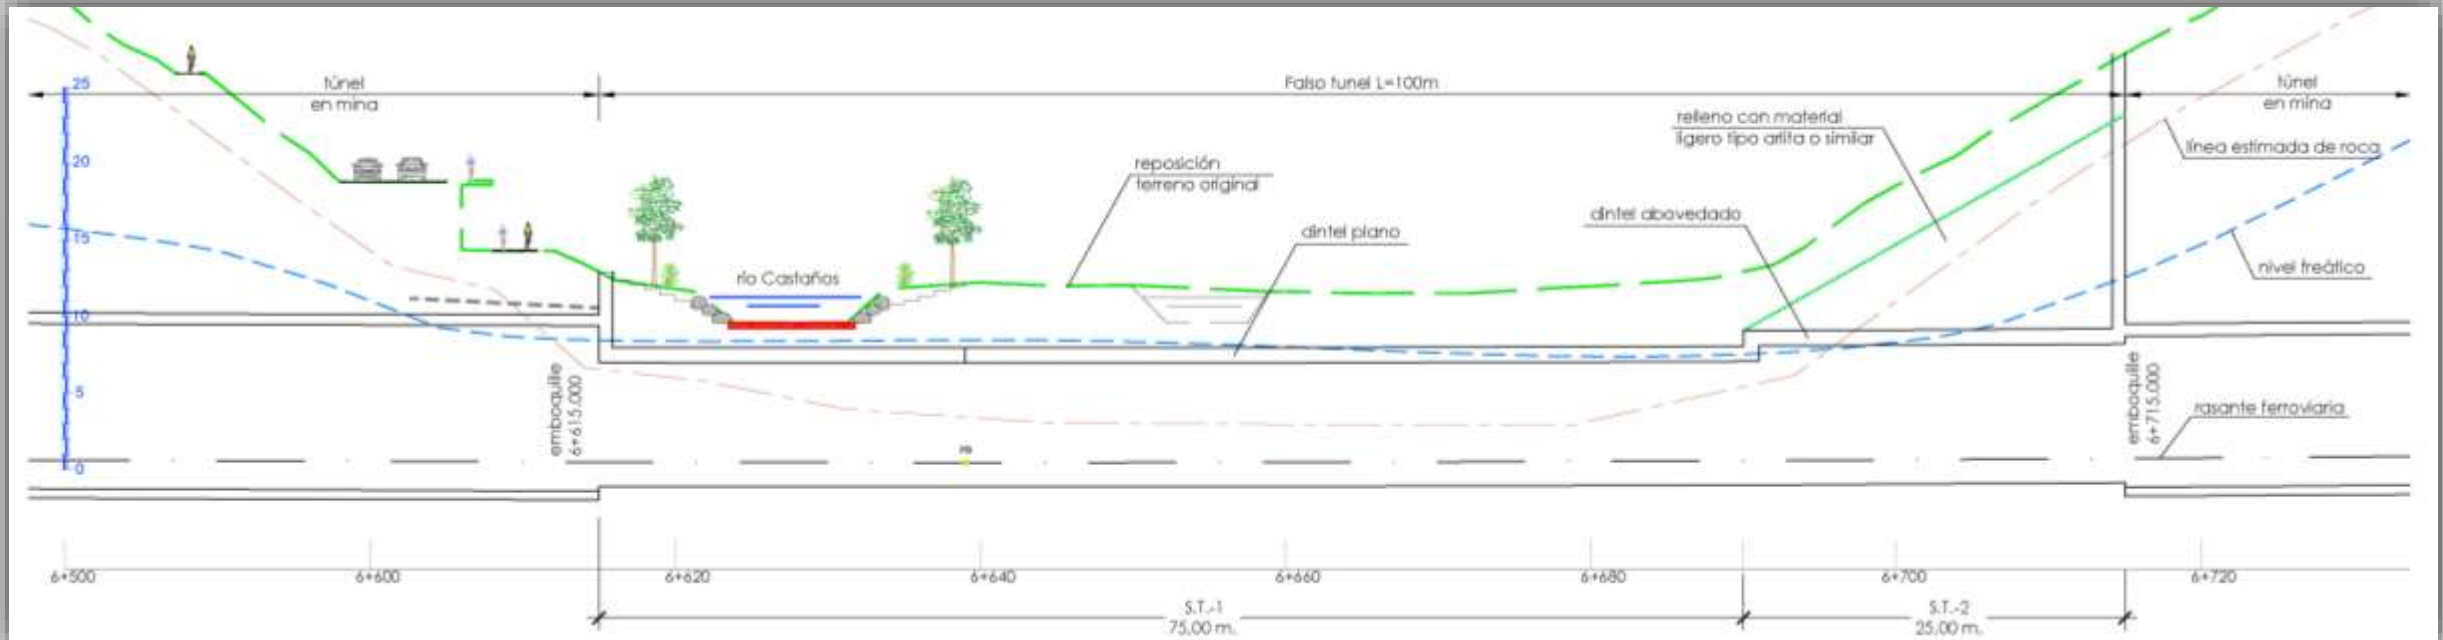 25
túnel
en mina
Falso tunel L=100m
túnel
en mina
relleno con material
ligero tipo arlita o similar
línea estimada de roca
20
reposición
terreno original
15
dintel plano
dintel abovedado
nivel freático
río Castaños
10
5
0
emboquille
6+615.000
emboquille
6+715.000
rasante ferroviaria
6+500
6+600
6+620
6+640
6+660
6+680
6+700
6+720
S.T.-1
75,00 m.
S.T.-2
25,00 m.